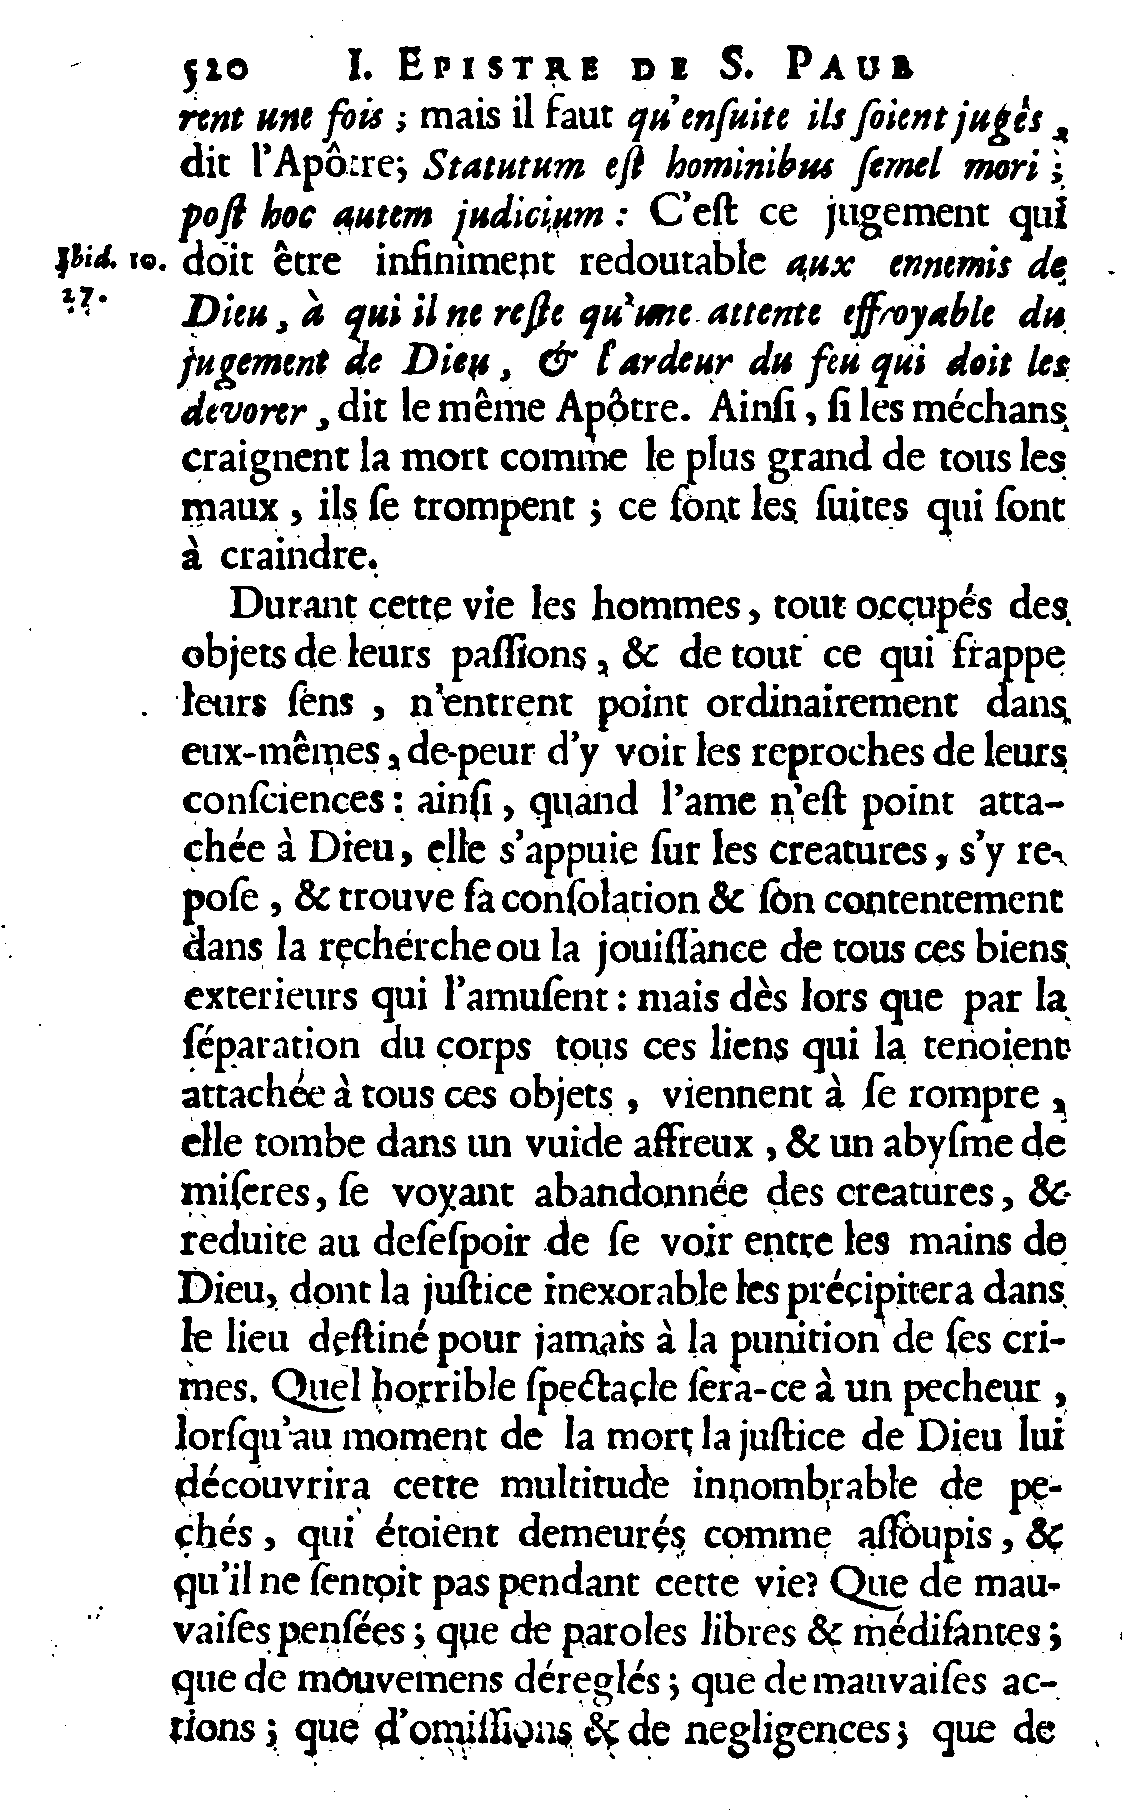 520 I. EPISTRE DE S. PAUL
rent une fois ; mais il faut qu'enſuite ils ſoient jugés,
dit l'Apôtre; Statutum eſt hominibus ſemel mori ;
poſt hoc autem judicium : C'eſt ce jugement qui
Ibid. 10. doit être infiniment redoutable aux ennemis de
27. Dieu, à qui il ne reſte qu'une attente effroyable du
jugement de Dieu, & l'ardeur du feu qui doit les
devorer, dit le même Apôtre. Ainſi, ſi les méchans
craignent la mort comme le plus grand de tous les
maux, ils ſe trompent ; ce ſont les ſuites qui ſont
à craindre.
Durant cette vie les hommes, tout occupés des
objets de leurs paſſions, & de tout ce qui frappe
leurs ſens, n'entrent point ordinairement dans
eux-mêmes, de-peur d'y voir les reproches de leurs
conſciences: ainſi, quand l'ame n'eſt point atta-
chée à Dieu, elle s'appuie ſur les creatures, s'y re-
poſe, & trouve ſa conſolation & ſon contentement
dans la recherche ou la jouiſſance de tous ces biens
exterieurs qui l'amuſent : mais dès lors que par la
ſéparation du corps tous ces liens qui la tenoient
attachée à tous ces objets, viennent à ſe rompre,
elle tombe dans un vuide affreux, & un abyſme de
miſeres, ſe voyant abandonnée des creatures, &
reduite au deſeſpoir de ſe voir entre les mains de
Dieu, dont la juſtice inexorable les précipitera dans
le lieu deſtiné pour jamais à la punition de ſes cri-
mes. Quel horrible ſpectacle ſera-ce à un pecheur,
lorſqu'au moment de la mort la juſtice de Dieu lui
découvrira cette multitude innombrable de pe-
chés, qui étoient demeurés comme aſſoupis, &
qu'il ne ſentoit pas pendant cette vie? Que de mau-
vaiſes penſées ; que de paroles libres & médiſantes ;
que de mouvemens déreglés ; que de mauvaiſes ac-
tions ; que d'omiſſions & de negligences ; que de